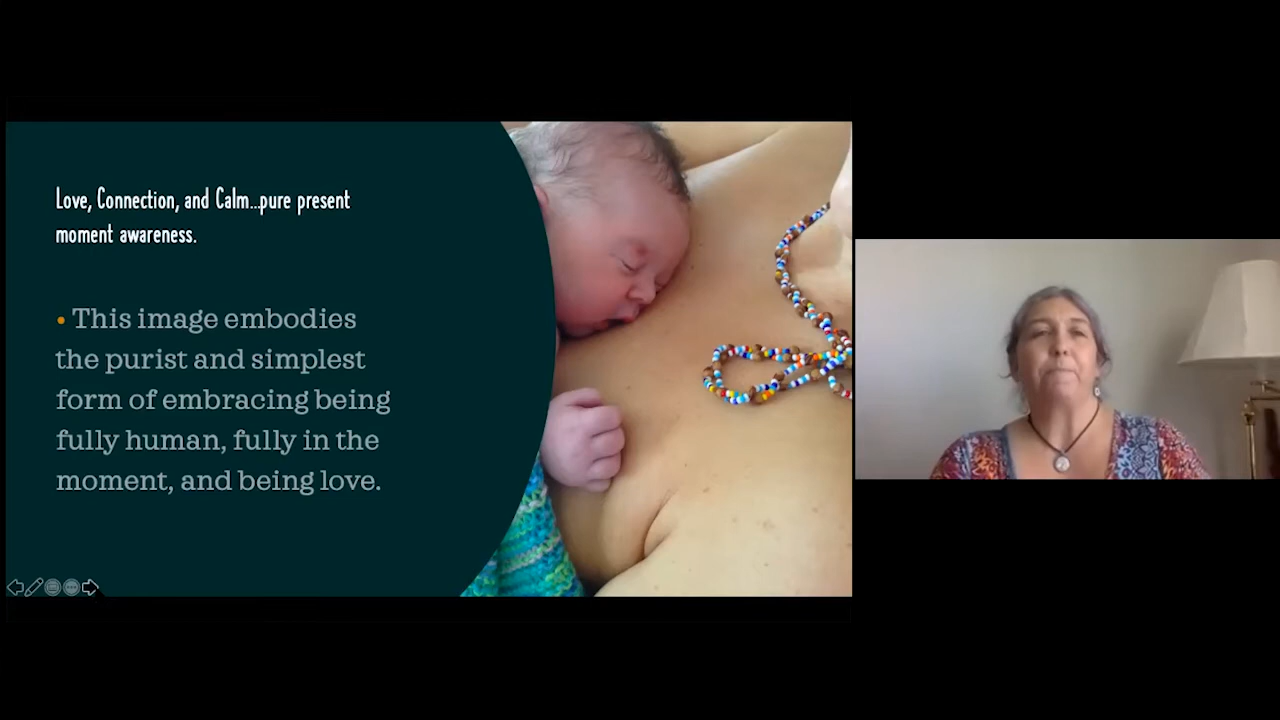 Love, Connection, and Calm...pure present
moment awareness.
• This image embodies
the purist and simplest
form of embracing being
fully human, fully in the
moment, and being love.